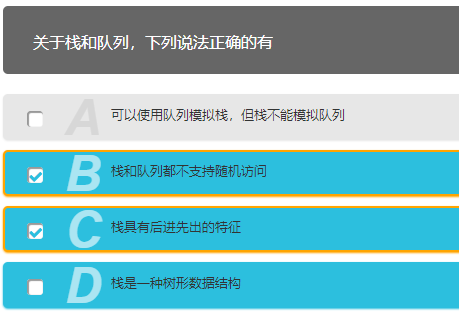 关于栈和队列，下列说法正确的有
A 可以使用队列模拟栈，但栈不能模拟队列
B 栈和队列都不支持随机访问
C 栈具有后进先出的特征
D 栈是一种树形数据结构